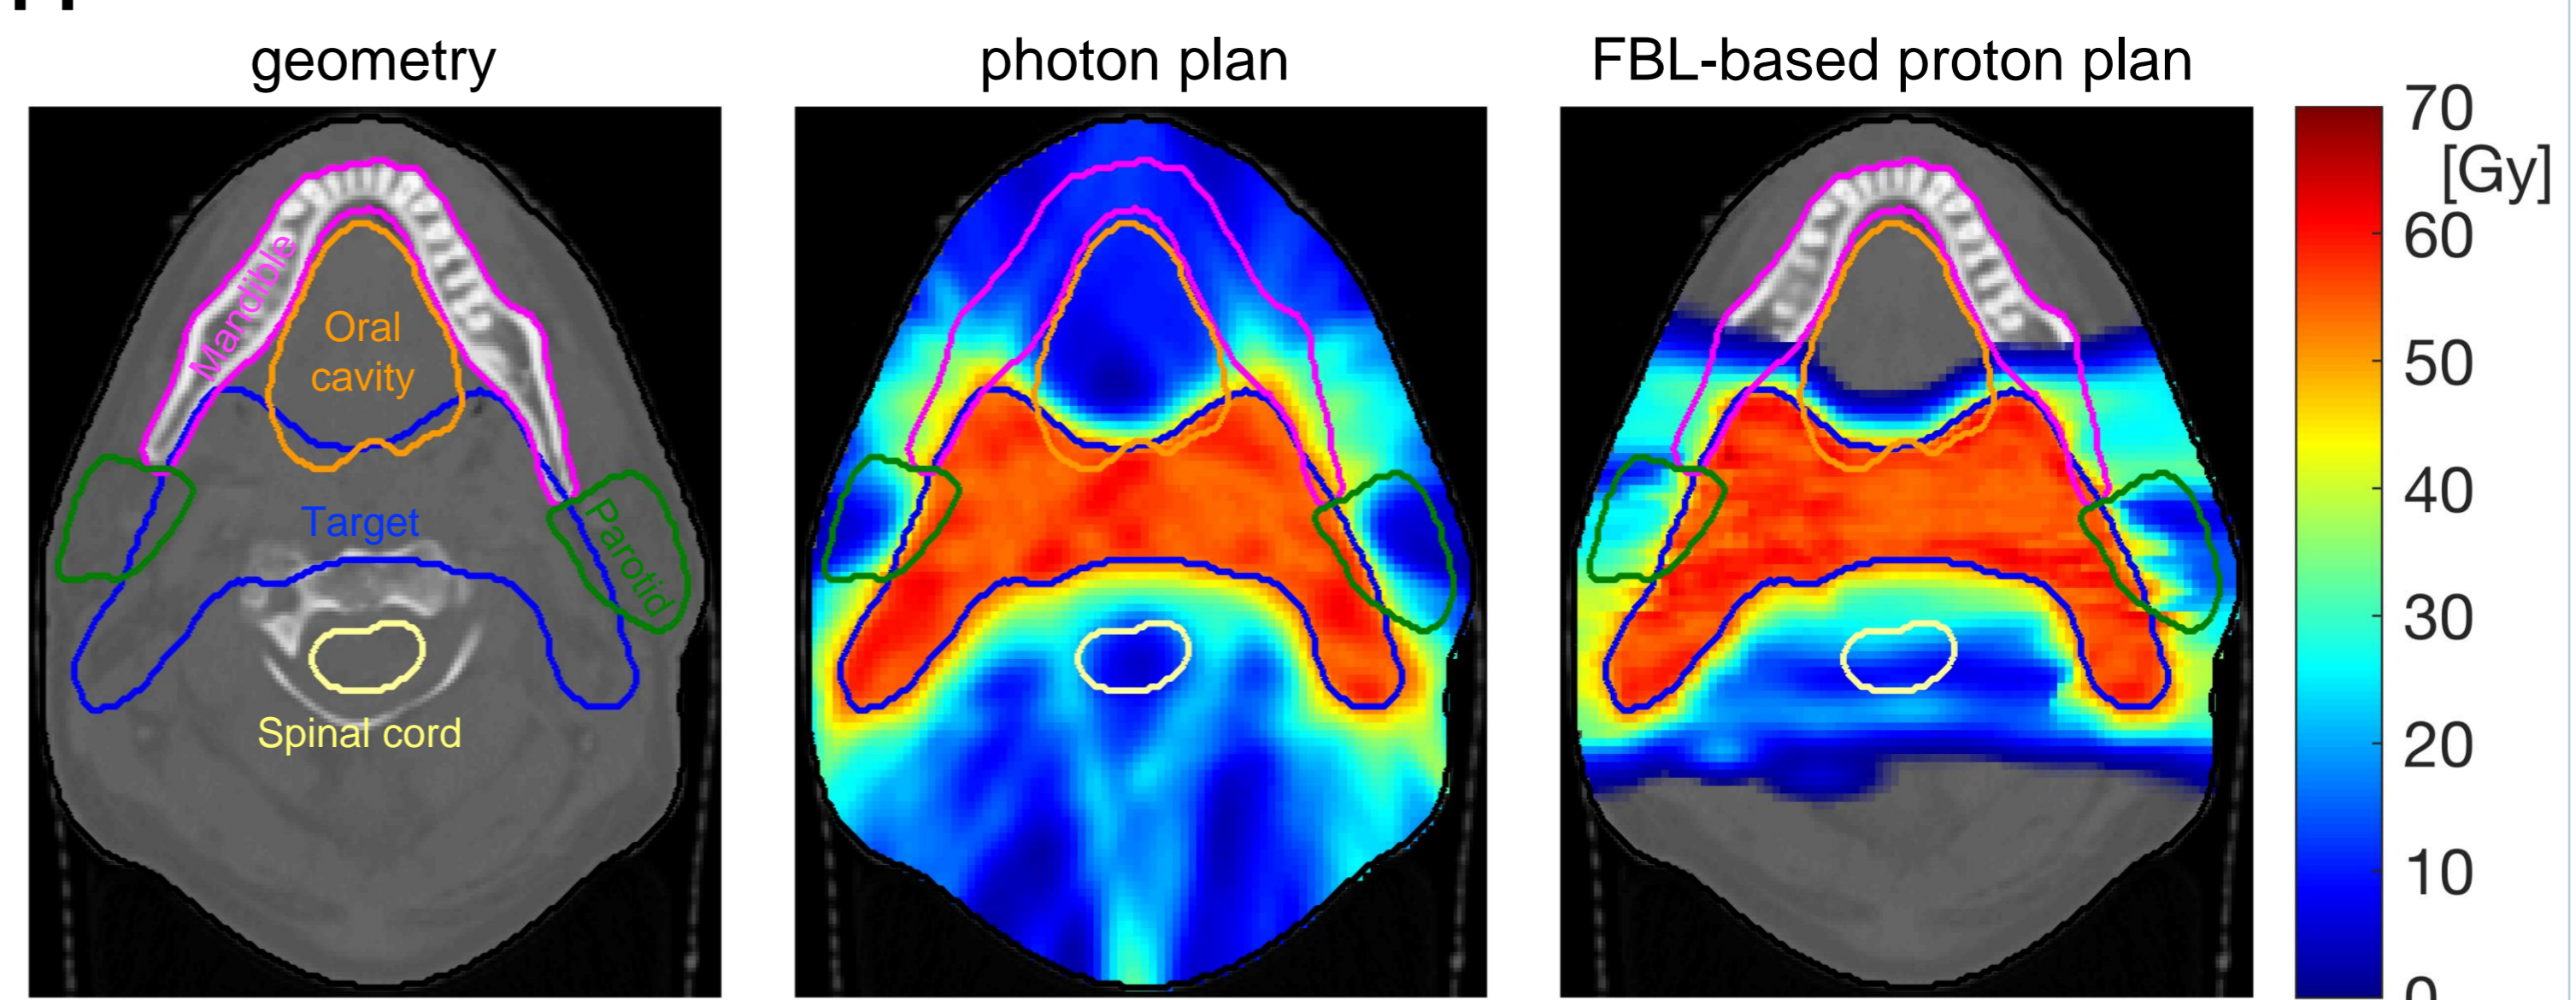 geometry
photon plan
FBL-based proton plan
Mandible
Oral
cavity
Target
Parotid
Spinal cord
70
[Gy]
60
50
40
30
20
10
0